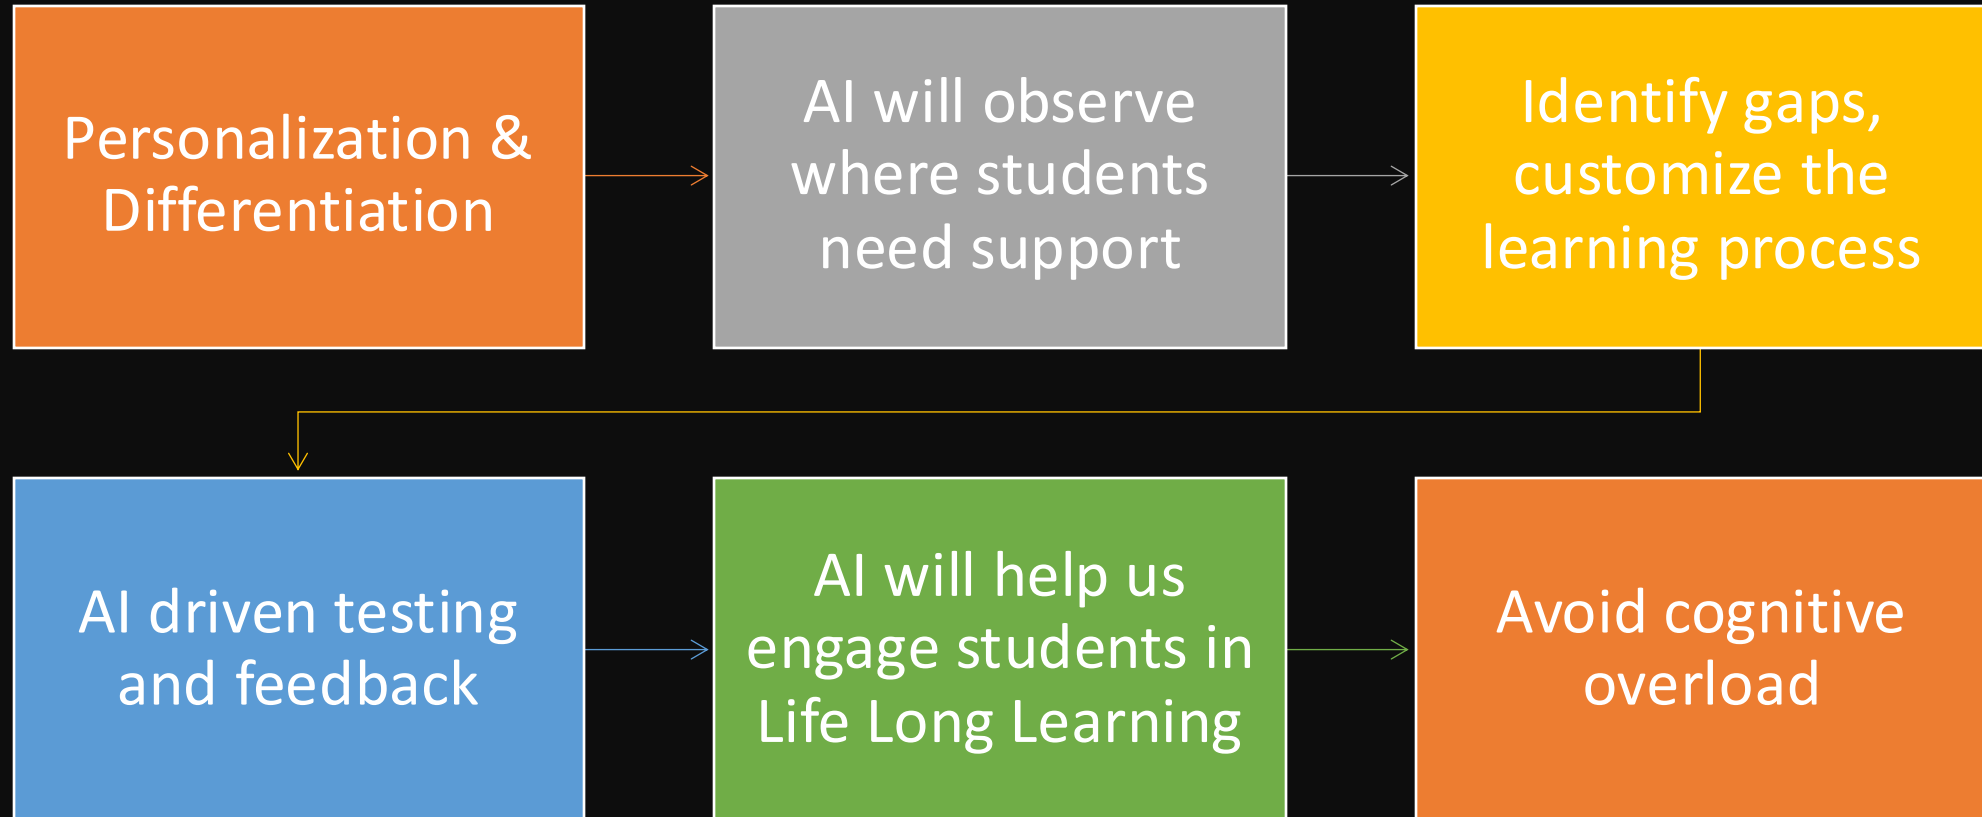 Personalization &
Differentiation
AI will observe
where students
need support
Identify gaps,
customize the
learning process
AI driven testing
and feedback
AI will help us
engage students in
Life Long Learning
Avoid cognitive
overload